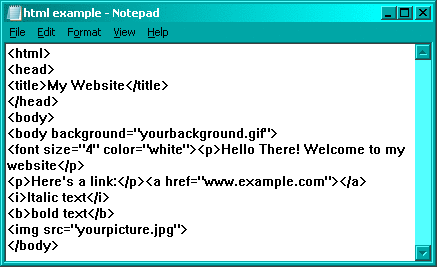 html example - Notepad
File Edit Format View Help
<html>
<head>
<title>My Website</title>
</head>
<body>
<body background="yourbackground.gif">
<font size="4" color="white"><p>Hello There! Welcome to my
website</p>
<p>Here's a link:</p><a href="www.example.com"></a>
<i>Italic text</i>
<b>bold text</b>
<img src="yourpicture.jpg">
</body>